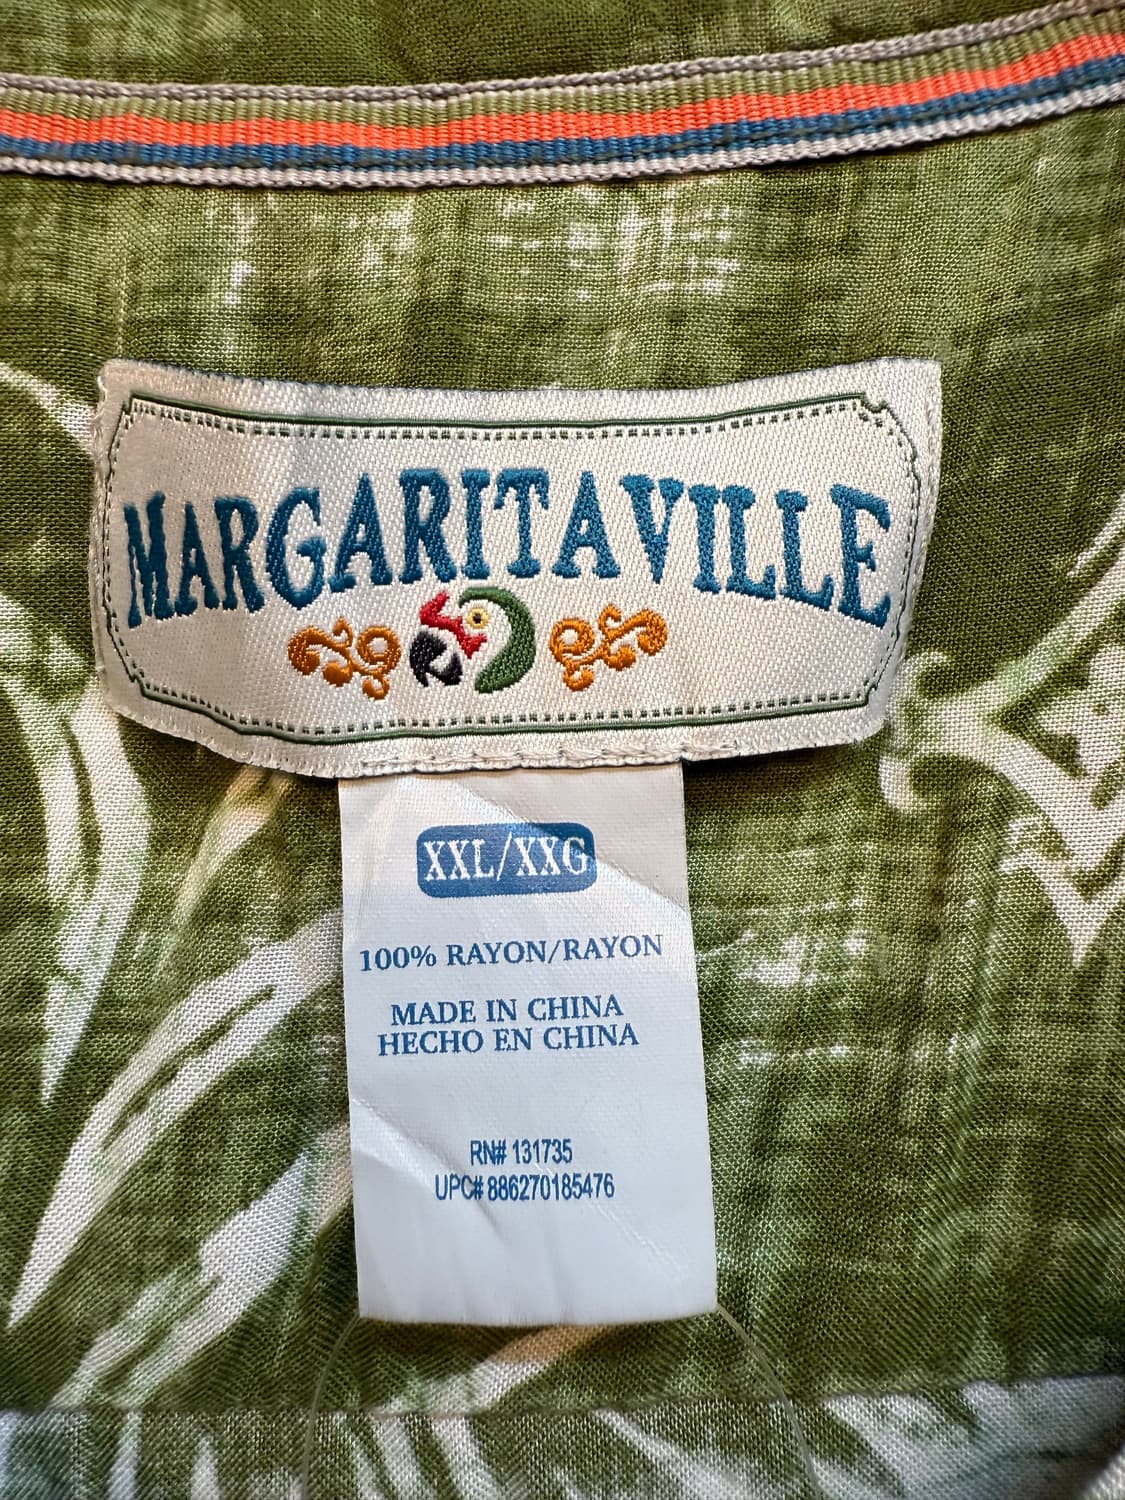 MARGARITAVILLE
XXL/XXG
100% RAYON/RAYON
MADE IN CHINA
HECHO EN CHINA
RN# 131735
UPC# 886270185476